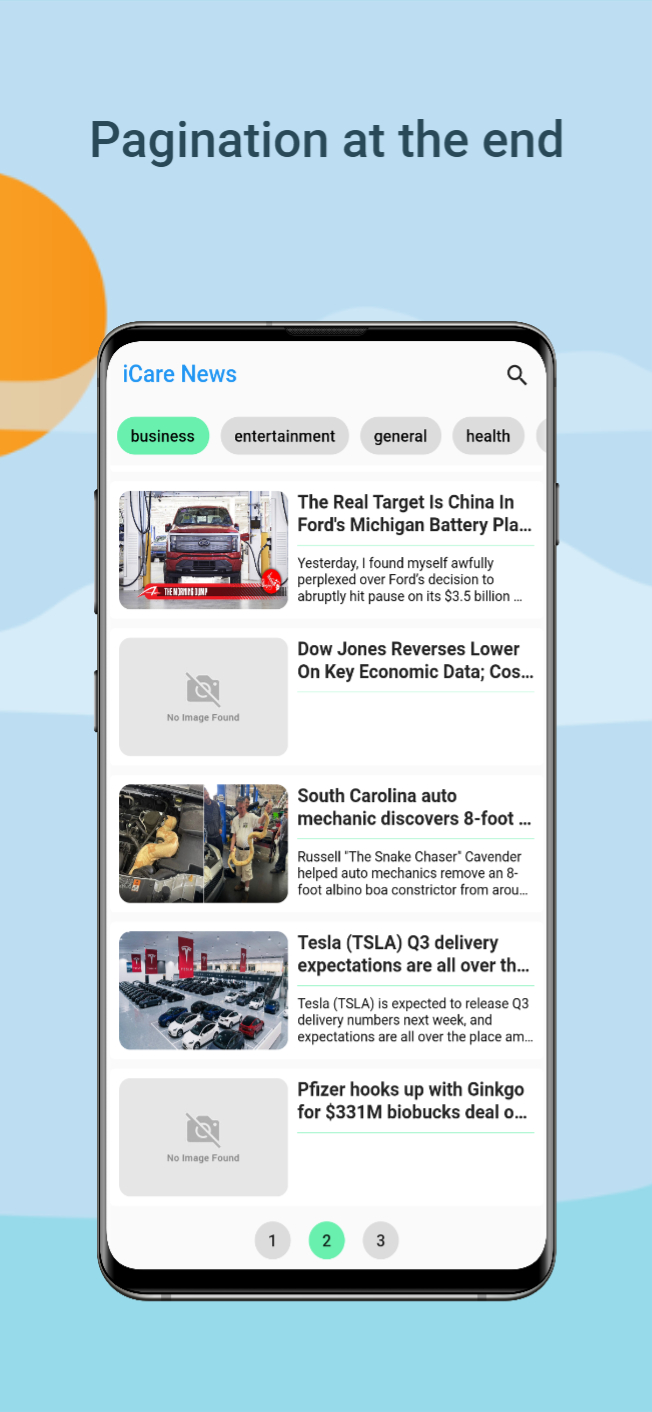 Pagination at the end
iCare News
business
entertainment
general
health
The Real Target Is China In
Ford's Michigan Battery Pla...
Yesterday, I found myself awfully
perplexed over Ford's decision to
abruptly hit pause on its $3.5 billion ...
THE MORNING DUMP
Dow Jones Reverses Lower
On Key Economic Data; Cos...
No Image Found
South Carolina auto
mechanic discovers 8-foot ...
Russell "The Snake Chaser" Cavender
helped auto mechanics remove an 8-
foot albino boa constrictor from arou...
Tesla (TSLA) Q3 delivery
expectations are all over th...
Tesla (TSLA) is expected to release Q3
delivery numbers next week, and
expectations are all over the place am...
Pfizer hooks up with Ginkgo
for $331M biobucks deal o...
No Image Found
1
2
3